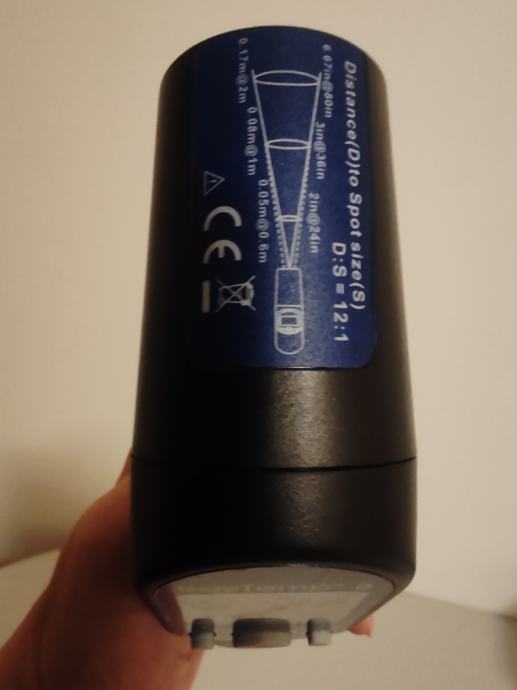 Distance(D)to Spot size(S)
D:S = 12:1
6.67in@80in
3in@36in
2in@24in
0.17m@2m
0.08m@1m
0.05m@0.6m
CE